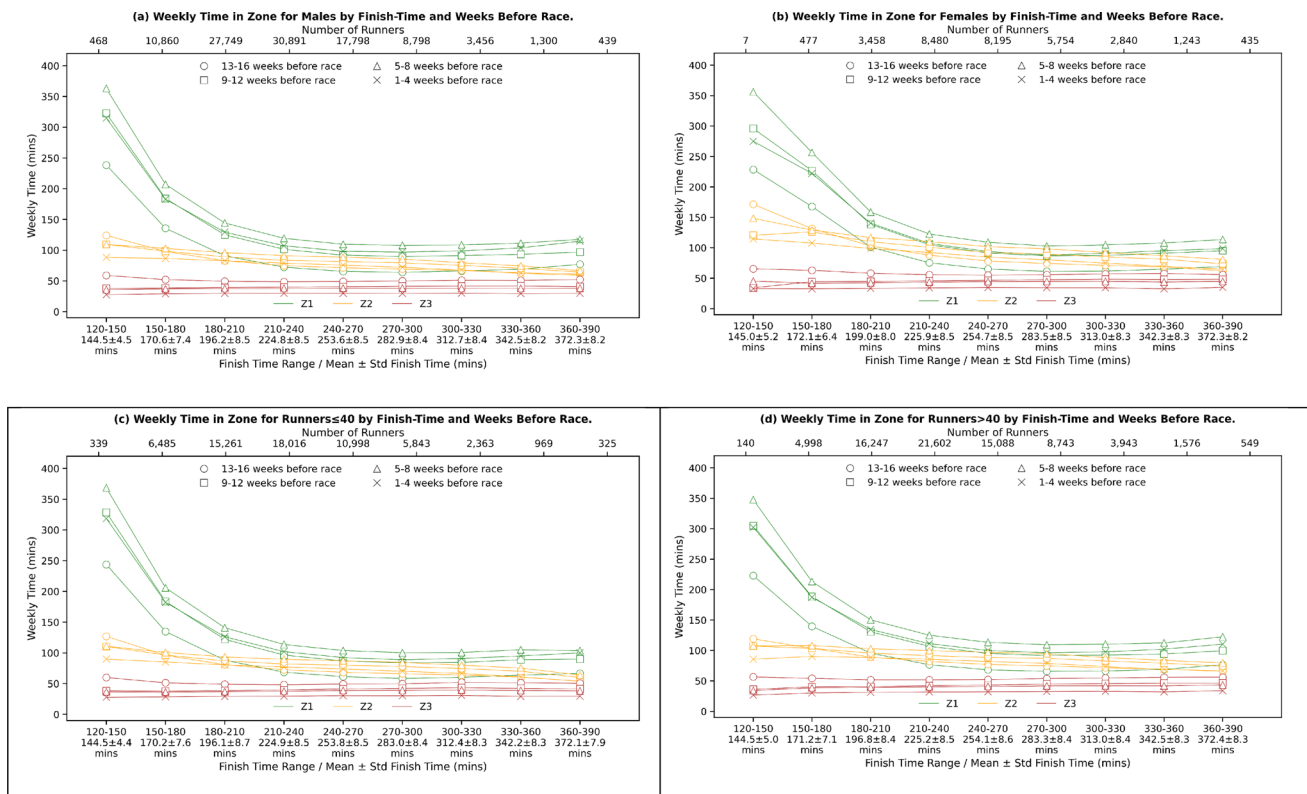 (a) Weekly Time in Zone for Males by Finish-Time and Weeks Before Race.
Number of Runners
468 10,860 27,749 30,891 17,798 8,798 3,456 1,300 439
13-16 weeks before race 5-8 weeks before race
9-12 weeks before race 1-4 weeks before race
Weekly Time (mins)
400
350
300
250
200
150
100
50
0
Z1 Z2 Z3
120-150 150-180 180-210 210-240 240-270 270-300 300-330 330-360 360-390
144.5±4.5 170.6±7.4 196.2±8.5 224.8±8.5 253.6±8.5 282.9±8.4 312.7±8.4 342.5±8.2 372.3±8.2
mins mins mins mins mins mins mins mins mins
Finish Time Range / Mean ± Std Finish Time (mins)
(b) Weekly Time in Zone for Females by Finish-Time and Weeks Before Race.
Number of Runners
7 477 3,458 8,480 8,195 5,754 2,840 1,243 435
13-16 weeks before race 5-8 weeks before race
9-12 weeks before race 1-4 weeks before race
Weekly Time (mins)
400
350
300
250
200
150
100
50
0
Z1 Z2 Z3
120-150 150-180 180-210 210-240 240-270 270-300 300-330 330-360 360-390
145.0±5.2 172.1±6.4 199.0±8.0 225.9±8.5 254.7±8.5 283.5±8.5 313.0±8.3 342.3±8.3 372.3±8.2
mins mins mins mins mins mins mins mins mins
Finish Time Range / Mean ± Std Finish Time (mins)
(c) Weekly Time in Zone for Runners≤40 by Finish-Time and Weeks Before Race.
Number of Runners
339 6,485 15,261 18,016 10,998 5,843 2,363 969 325
13-16 weeks before race 5-8 weeks before race
9-12 weeks before race 1-4 weeks before race
Weekly Time (mins)
400
350
300
250
200
150
100
50
0
Z1 Z2 Z3
120-150 150-180 180-210 210-240 240-270 270-300 300-330 330-360 360-390
144.5±4.4 170.2±7.6 196.1±8.7 224.9±8.5 253.8±8.5 283.0±8.4 312.4±8.3 342.2±8.3 372.1±7.9
mins mins mins mins mins mins mins mins mins
Finish Time Range / Mean ± Std Finish Time (mins)
(d) Weekly Time in Zone for Runners>40 by Finish-Time and Weeks Before Race.
Number of Runners
140 4,998 16,247 21,602 15,088 8,743 3,943 1,576 549
13-16 weeks before race 5-8 weeks before race
9-12 weeks before race 1-4 weeks before race
Weekly Time (mins)
400
350
300
250
200
150
100
50
0
Z1 Z2 Z3
120-150 150-180 180-210 210-240 240-270 270-300 300-330 330-360 360-390
144.5±5.0 171.2±7.1 196.8±8.4 225.2±8.5 254.1±8.6 283.3±8.4 313.0±8.4 342.5±8.3 372.4±8.3
mins mins mins mins mins mins mins mins mins
Finish Time Range / Mean ± Std Finish Time (mins)